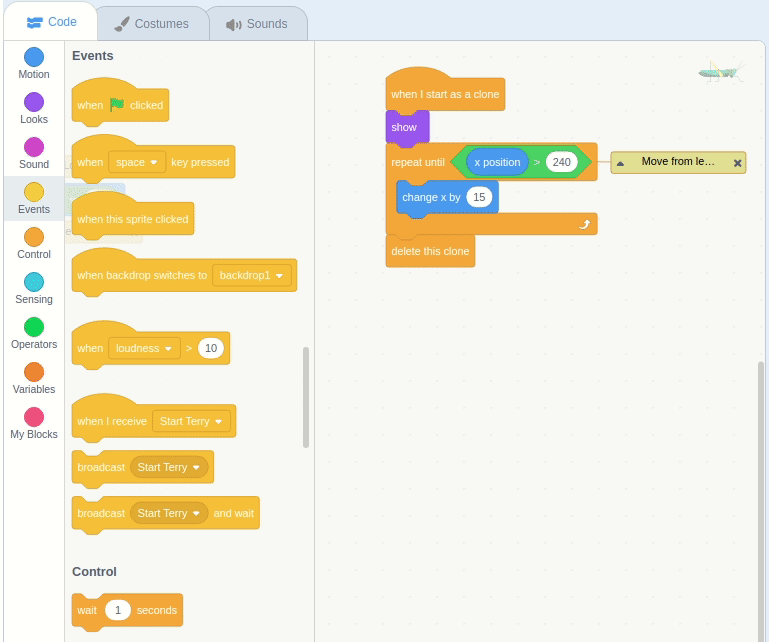 Code
Costumes
Sounds
Motion
Looks
Sound
Events
Control
Sensing
Operators
Variables
My Blocks
Events
when clicked
when space key pressed
when this sprite clicked
when backdrop switches to backdrop1
when loudness > 10
when I receive Start Terry
broadcast Start Terry
broadcast Start Terry and wait
Control
wait 1 seconds
when I start as a clone
show
repeat until x position > 240
Move from le...
change x by 15
delete this clone